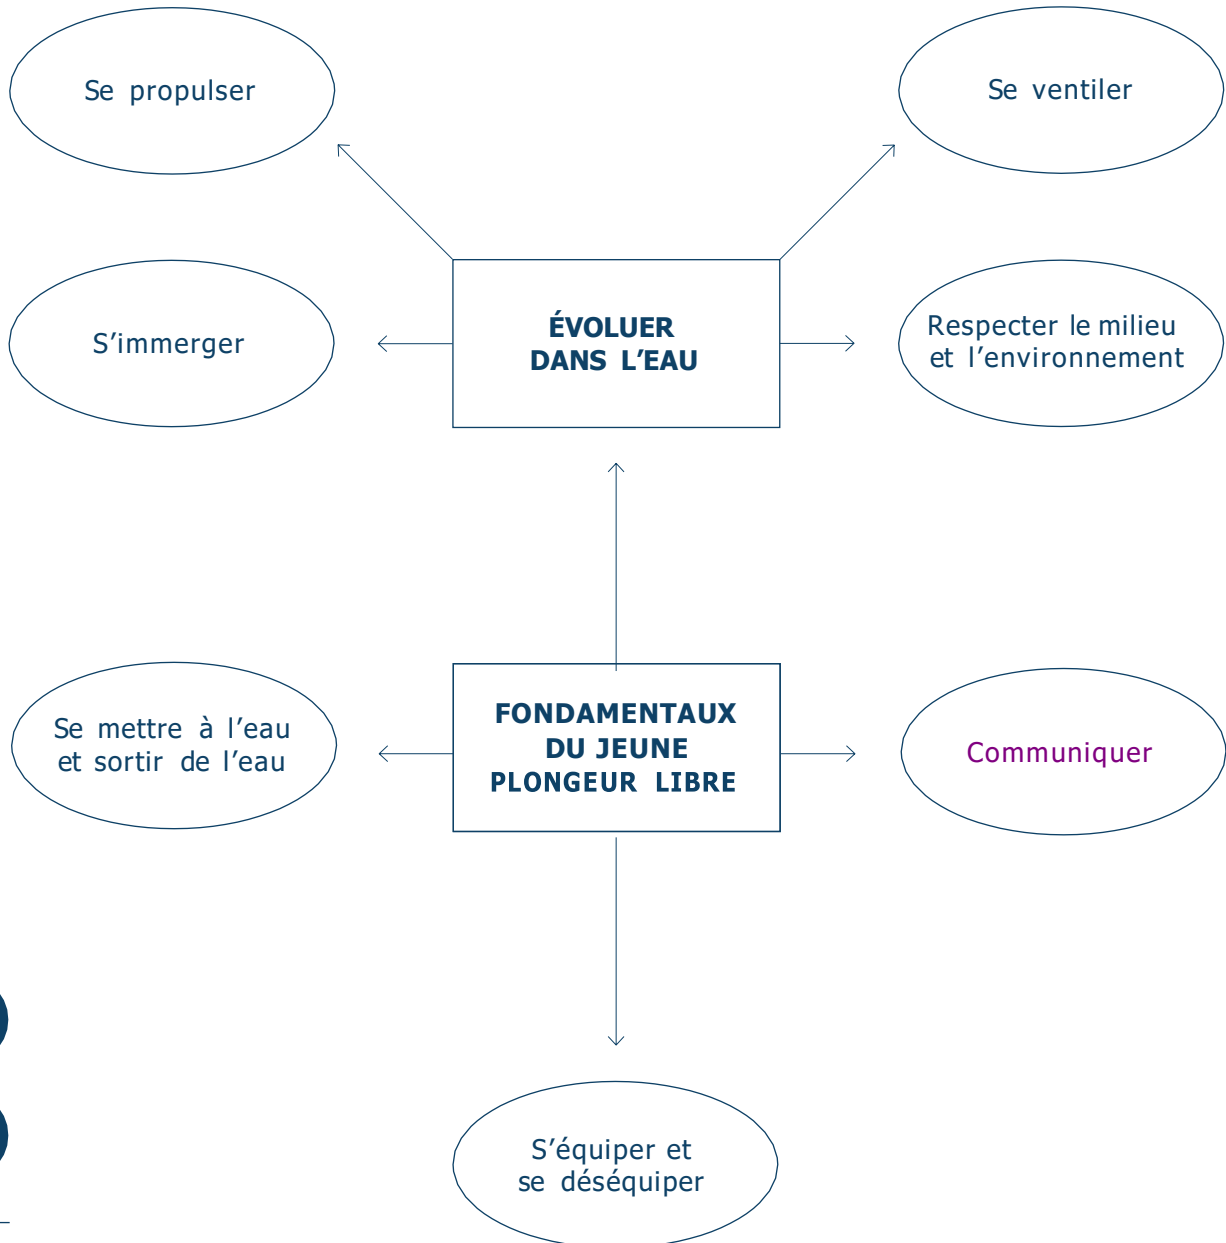 Se propulser
Se ventiler
S’immerger
ÉVOLUER
DANS L’EAU
Respecter le milieu
et l’environnement
Se mettre à l’eau
et sortir de l’eau
FONDAMENTAUX
DU JEUNE
PLONGEUR LIBRE
Communiquer
S’équiper et
se déséquiper